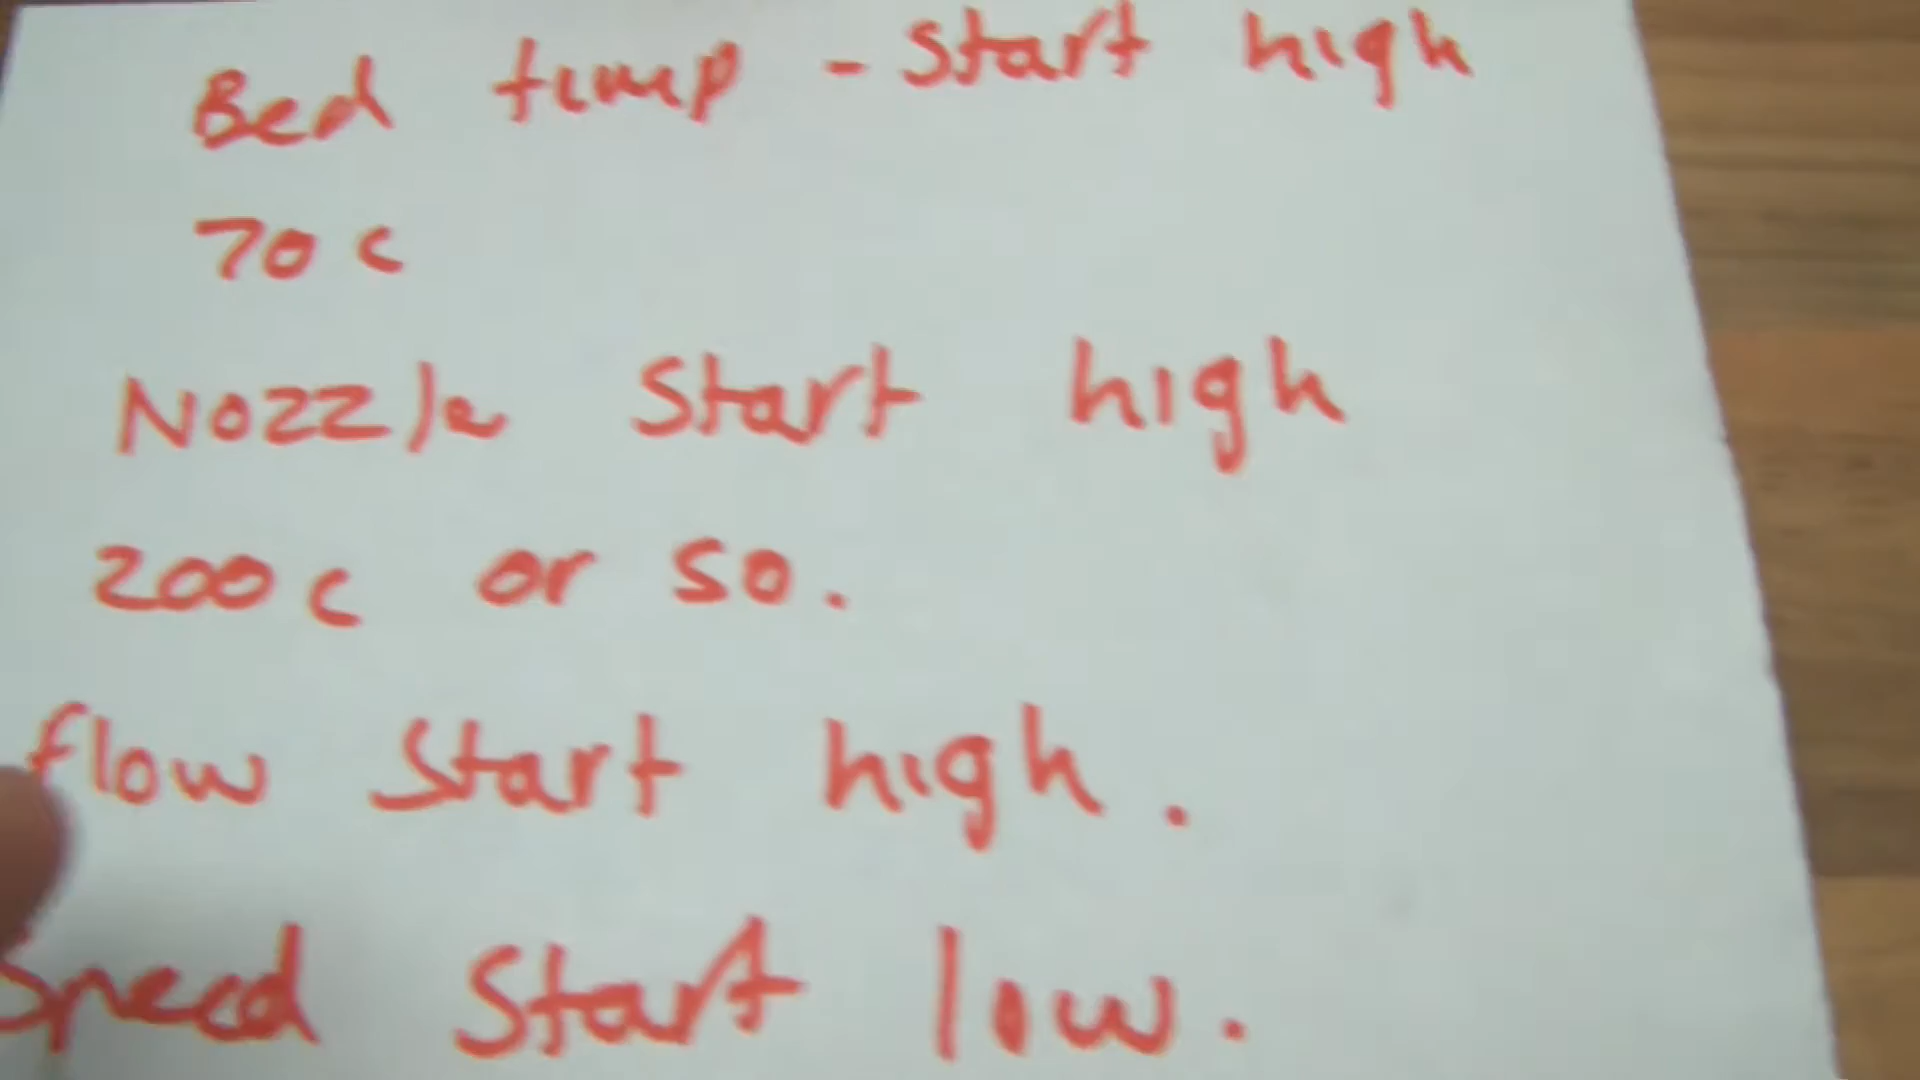 Bed temp - Start high
70 c
Nozzle Start high
200 c or so.
flow Start high.
Speed Start low.